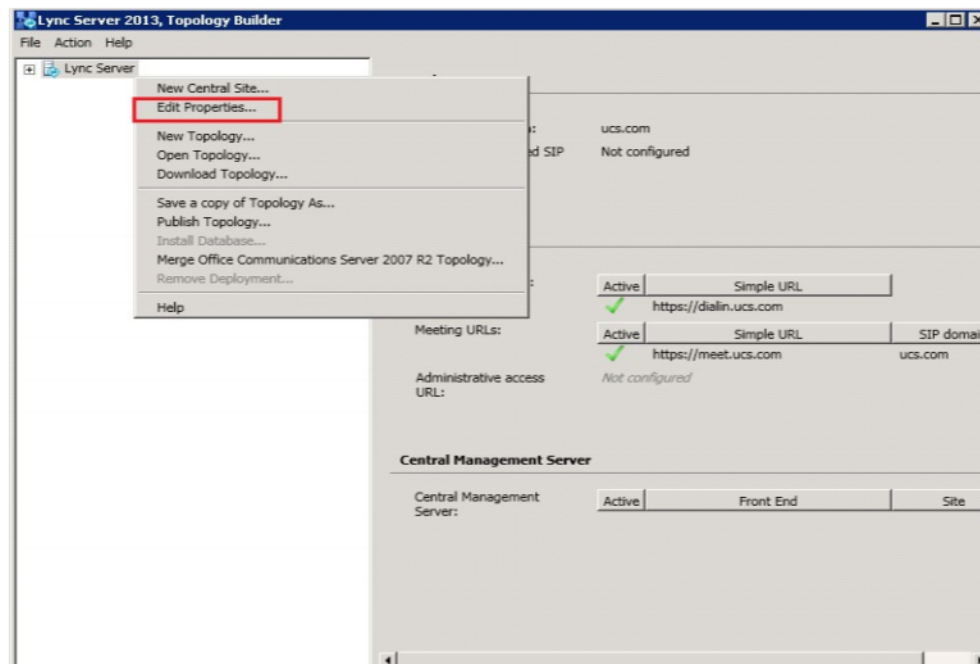 Lync Server 2013, Topology Builder
File Action Help
Lync Server
New Central Site...
Edit Properties...
New Topology...
Open Topology...
Download Topology...
Save a copy of Topology As...
Publish Topology...
Install Database...
Merge Office Communications Server 2007 R2 Topology...
Remove Deployment...
Help
ucs.com
SIP Not configured
Active Simple URL
https://dialin.ucs.com
Meeting URLs: Active Simple URL SIP domai
https://meet.ucs.com ucs.com
Administrative access Not configured
URL:
Central Management Server
Central Management Active Front End Site
Server: